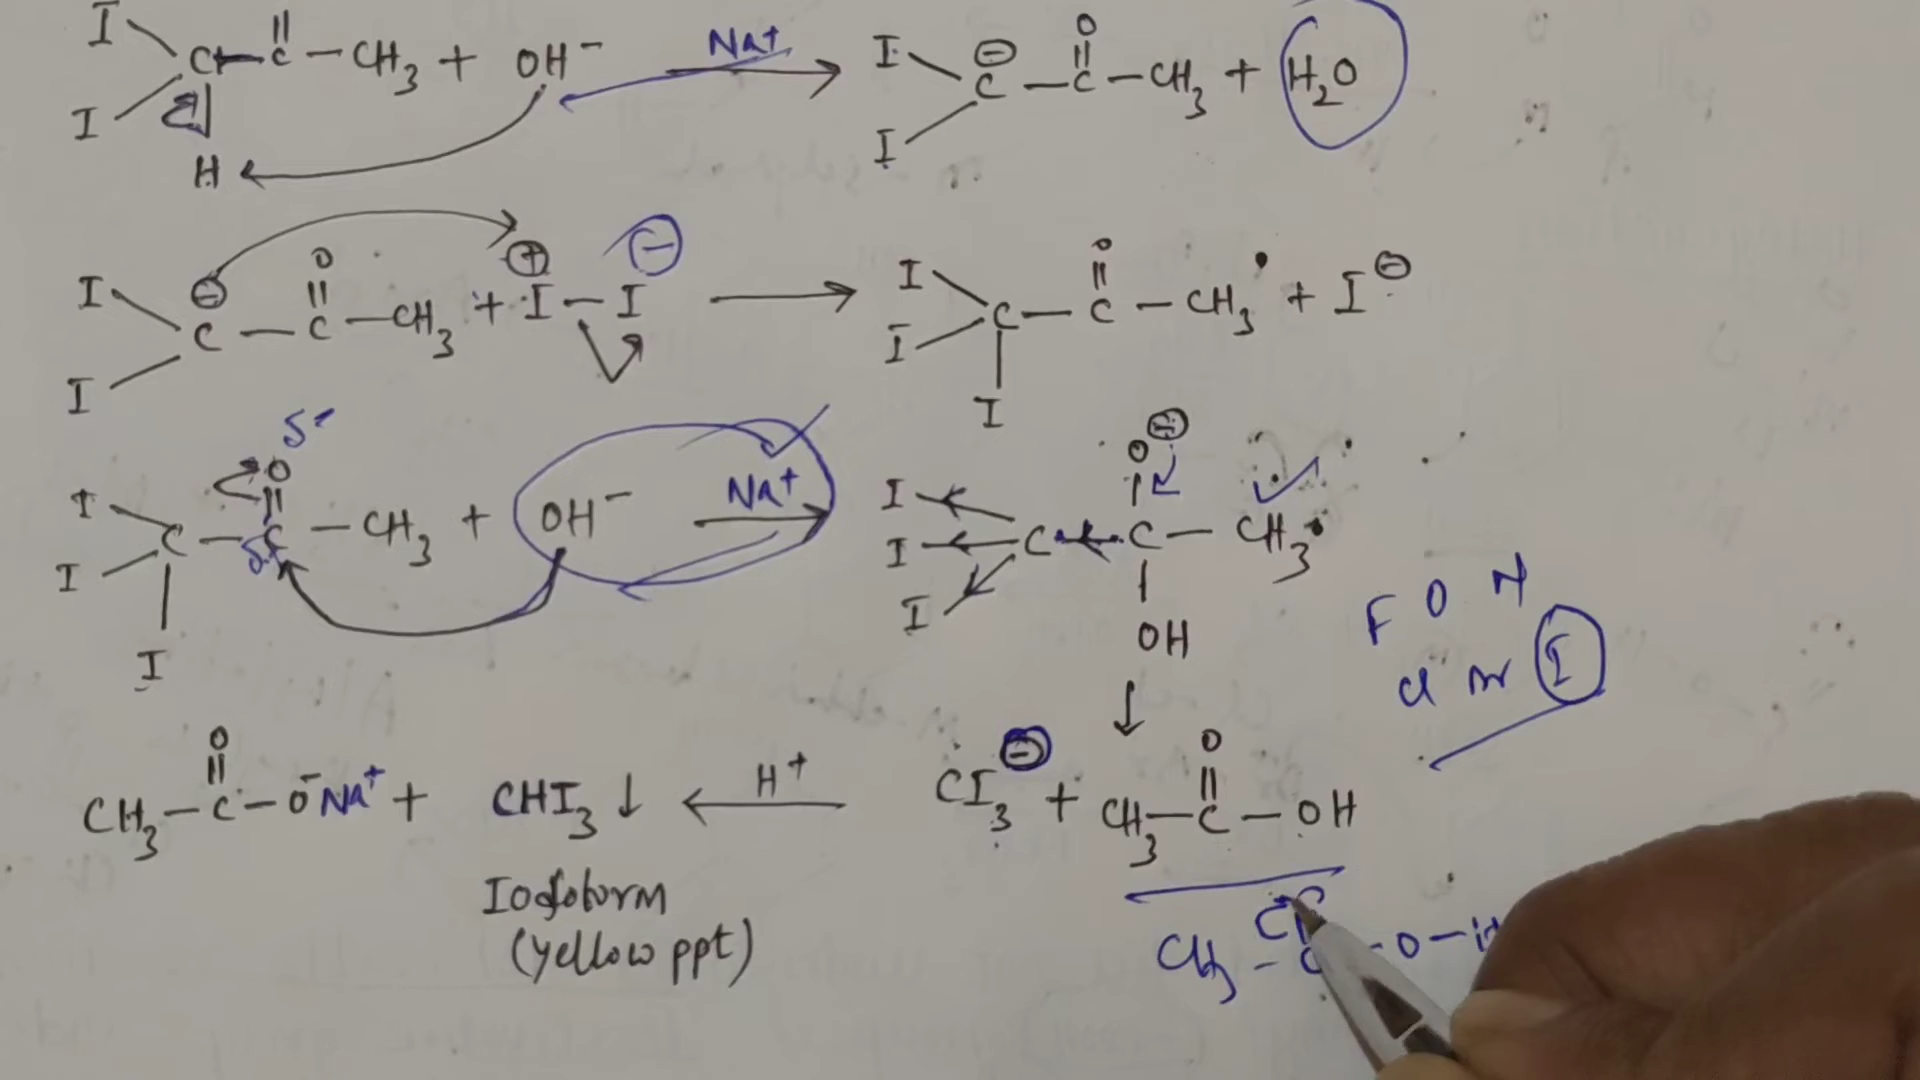 I
I
C - C - CH3 + OH− Na+ → I I C⊖ - C - CH3 + H2O
H
O
I
I
C⊖ - C - CH3 + I⊕ - I⊖ → I I I C - C - CH3 + I⊖
O
O
I I I C - C - CH3 + OH− Na+ → I I I C - C - CH3
O δ-
O⊖
OH
F O N
Cl Br I
↓
CH3 - C - O−Na+ + CHI3 ↓ ← H+ CI3⊖ + CH3 - C - OH
O
O
Iodoform
(Yellow ppt)
CH3 - C - O -